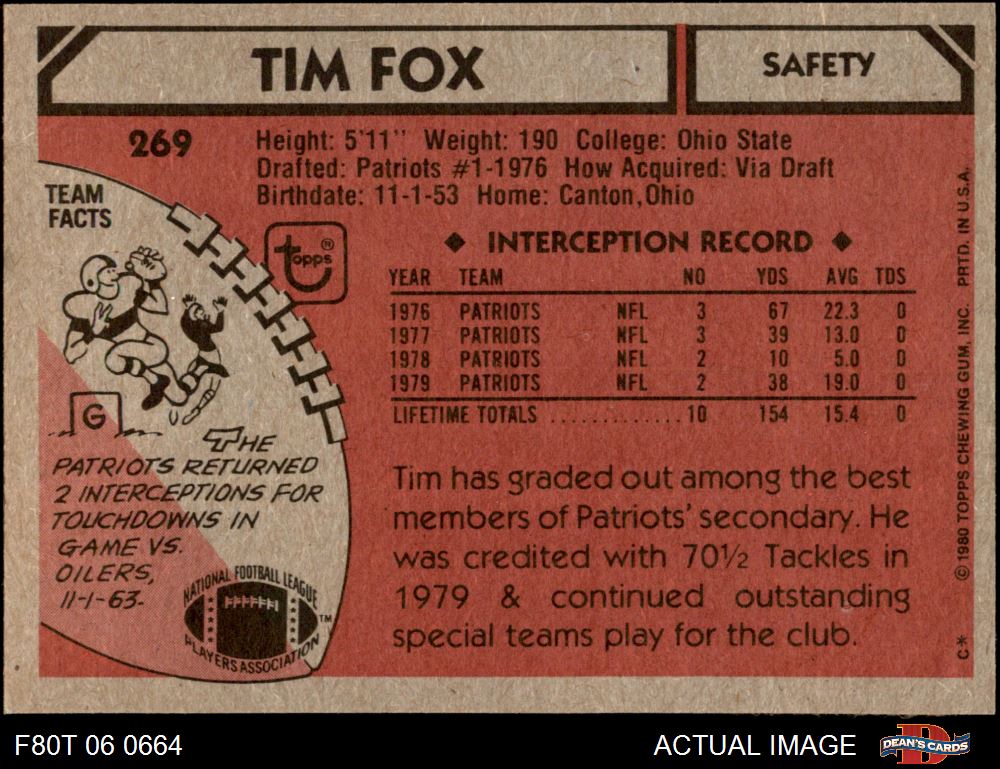 TIM FOX
SAFETY
269
Height: 5'11" Weight: 190 College: Ohio State
Drafted: Patriots #1-1976 How Acquired: Via Draft
Birthdate: 11-1-53 Home: Canton,Ohio
TEAM
FACTS
topps ®
◆ INTERCEPTION RECORD ◆
YEAR TEAM NO YDS AVG TDS
1976 PATRIOTS NFL 3 67 22.3 0
1977 PATRIOTS NFL 3 39 13.0 0
1978 PATRIOTS NFL 2 10 5.0 0
1979 PATRIOTS NFL 2 38 19.0 0
LIFETIME TOTALS .............10 154 15.4 0
G
THE
PATRIOTS RETURNED
2 INTERCEPTIONS FOR
TOUCHDOWNS IN
GAME VS.
OILERS,
11-1-63.
NATIONAL FOOTBALL LEAGUE
PLAYERS ASSOCIATION
TM
Tim has graded out among the best
members of Patriots' secondary. He
was credited with 70½ Tackles in
1979 & continued outstanding
special teams play for the club.
C* © 1980 TOPPS CHEWING GUM, INC. PRTD. IN U.S.A.
F80T 06 0664
ACTUAL IMAGE
D
DEAN'S CARDS